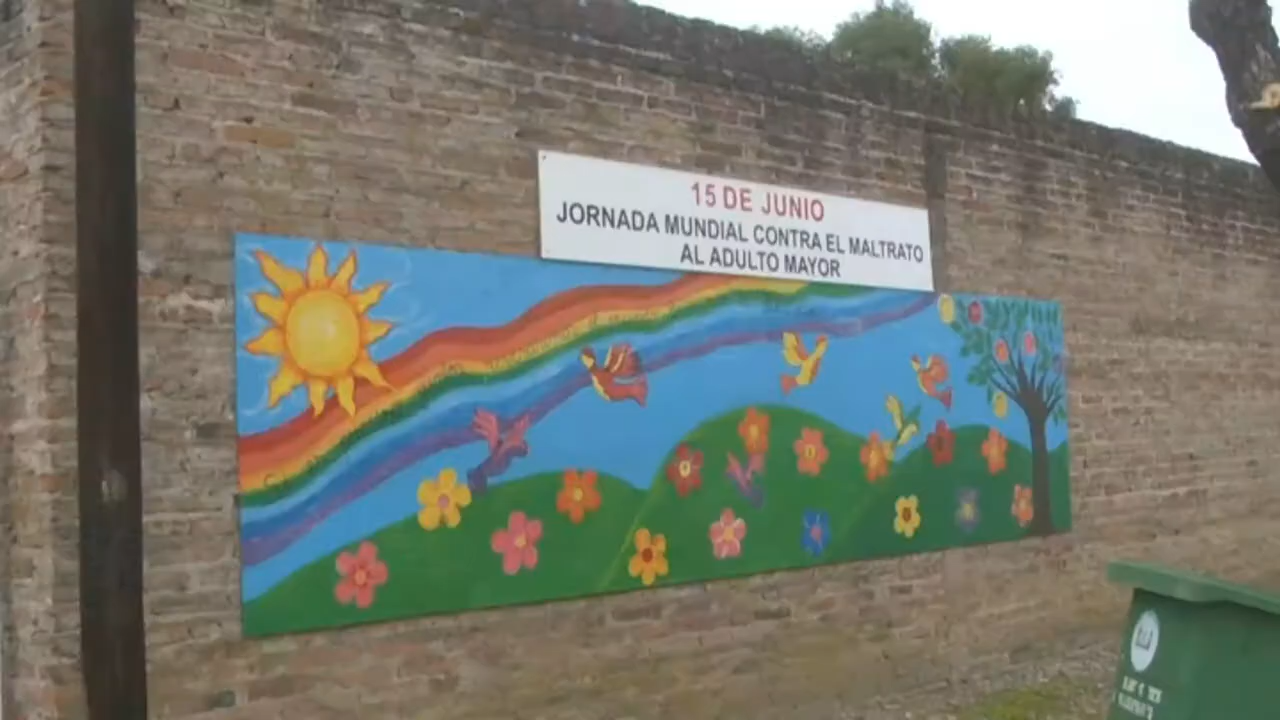 15 DE JUNIO
JORNADA MUNDIAL CONTRA EL MALTRATO
AL ADULTO MAYOR